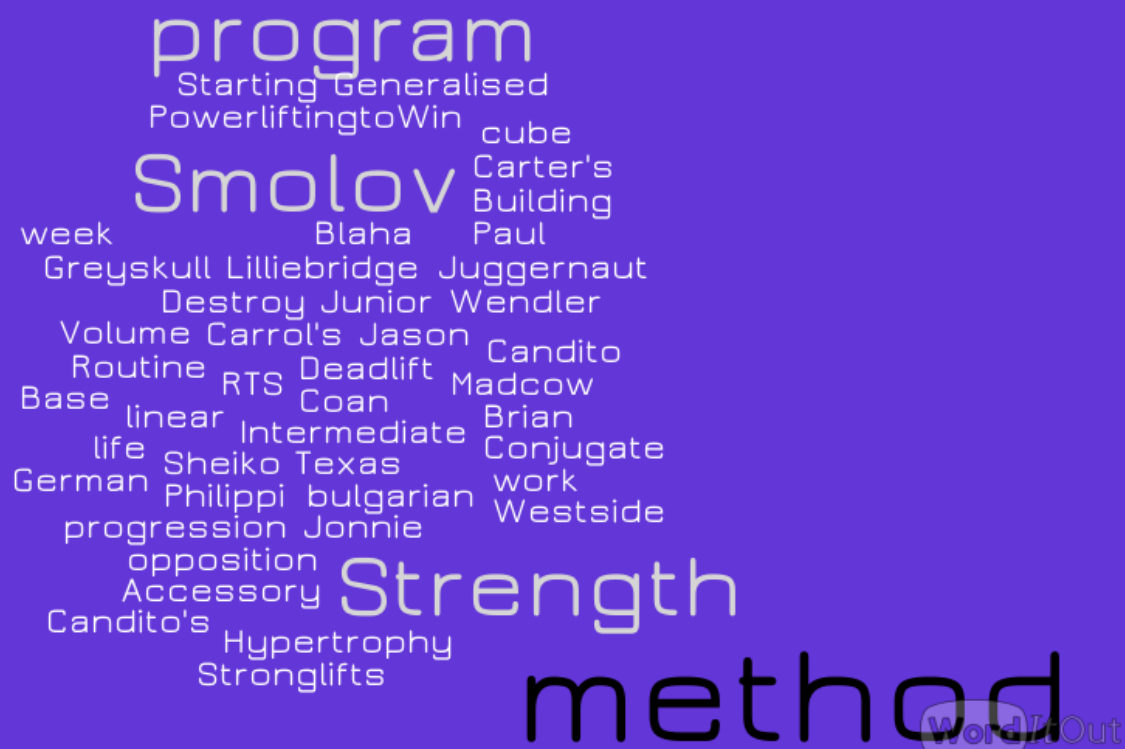 program
Starting Generalised
PowerliftingtoWin
cube
Smolov
Carter's
Building
week Blaha Paul
Greyskull Lilliebridge Juggernaut
Destroy Junior Wendler
Volume Carrol's Jason
Candito
Routine RTS Deadlift
Madcow
Base linear Coan
Brian
Intermediate
life Conjugate
Sheiko Texas
German work
Philippi bulgarian
Westside
progression Jonnie
opposition
Accessory Strength
Candito's
Hypertrophy
Stronglifts
method
WordItOut